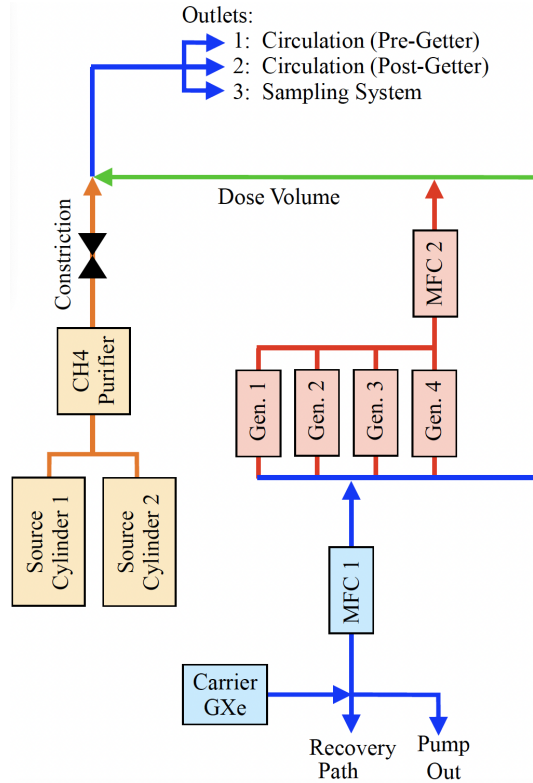 Outlets:
1: Circulation (Pre-Getter)
2: Circulation (Post-Getter)
3: Sampling System
Dose Volume
Constriction
MFC 2
CH4
Purifier
Gen. 1
Gen. 2
Gen. 3
Gen. 4
Source
Cylinder 1
Source
Cylinder 2
MFC 1
Carrier
GXe
Recovery
Path
Pump
Out